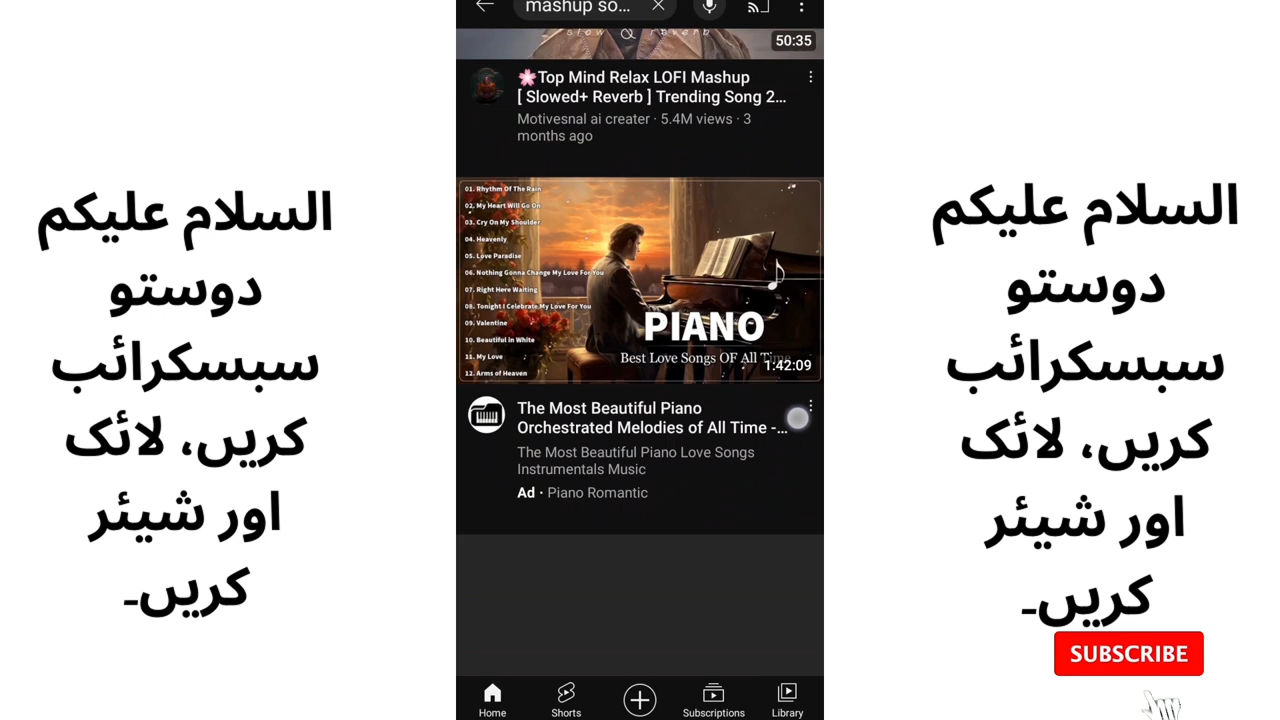 السلام علیکم
دوستو
سبسکرائب
کریں، لائک
اور شیئر
کریں۔
mashup so...
slow & reverb
50:35
🌸Top Mind Relax LOFI Mashup
[ Slowed+ Reverb ] Trending Song 2...
Motivesnal ai creater · 5.4M views · 3
months ago
01. Rhythm Of The Rain
02. My Heart Will Go On
03. Cry On My Shoulder
04. Heavenly
05. Love Paradise
06. Nothing Gonna Change My Love For You
07. Right Here Waiting
08. Tonight I Celebrate My Love For You
09. Valentine
10. Beautiful in White
11. My Love
12. Arms of Heaven
PIANO
Best Love Songs OF All Time
1:42:09
The Most Beautiful Piano
Orchestrated Melodies of All Time -...
The Most Beautiful Piano Love Songs
Instrumentals Music
Ad · Piano Romantic
Home
Shorts
Subscriptions
Library
السلام علیکم
دوستو
سبسکرائب
کریں، لائک
اور شیئر
کریں۔
SUBSCRIBE